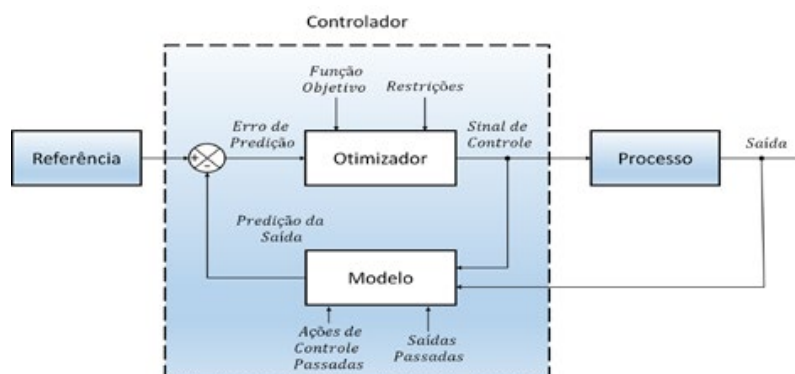 Controlador
Função
Objetivo
Restrições
Erro de
Predição
Sinal de
Controle
Saída
Referência
+
-
Otimizador
Processo
Predição da
Saída
Modelo
Ações de
Controle
Passadas
Saídas
Passadas